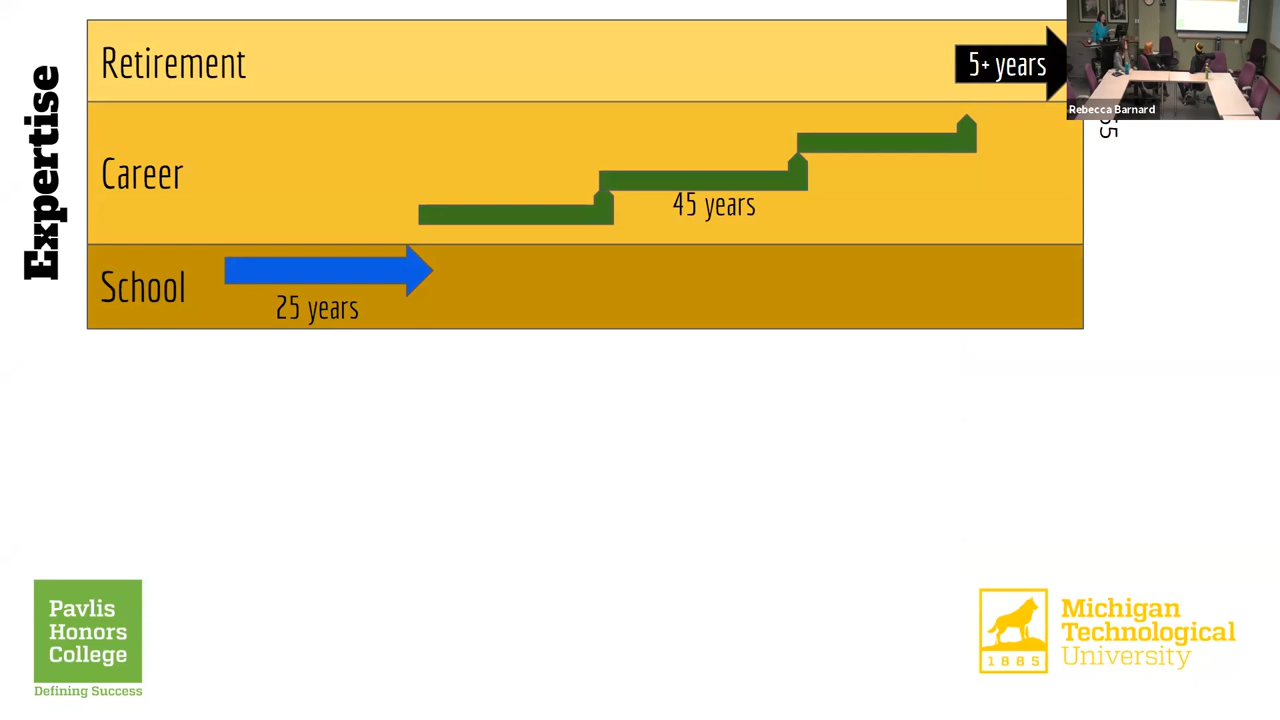 Expertise
Retirement
5+ years
Rebecca Barnard
Career
45 years
School
25 years
Pavlis
Honors
College
Defining Success
1885
Michigan
Technological
University